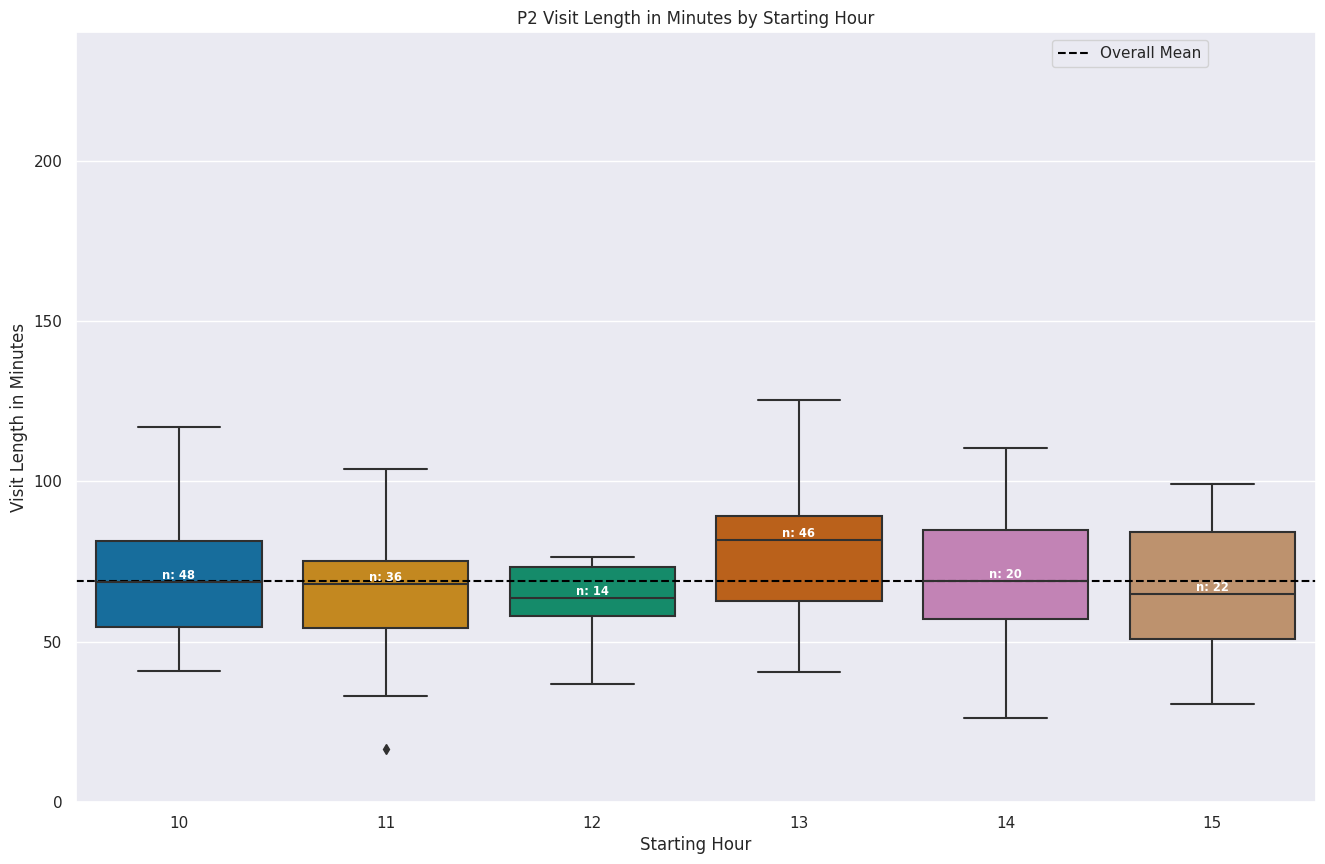 P2 Visit Length in Minutes by Starting Hour
Overall Mean
Visit Length in Minutes
200
150
100
50
0
n: 48
n: 36
n: 14
n: 46
n: 20
n: 22
10 11 12 13 14 15
Starting Hour